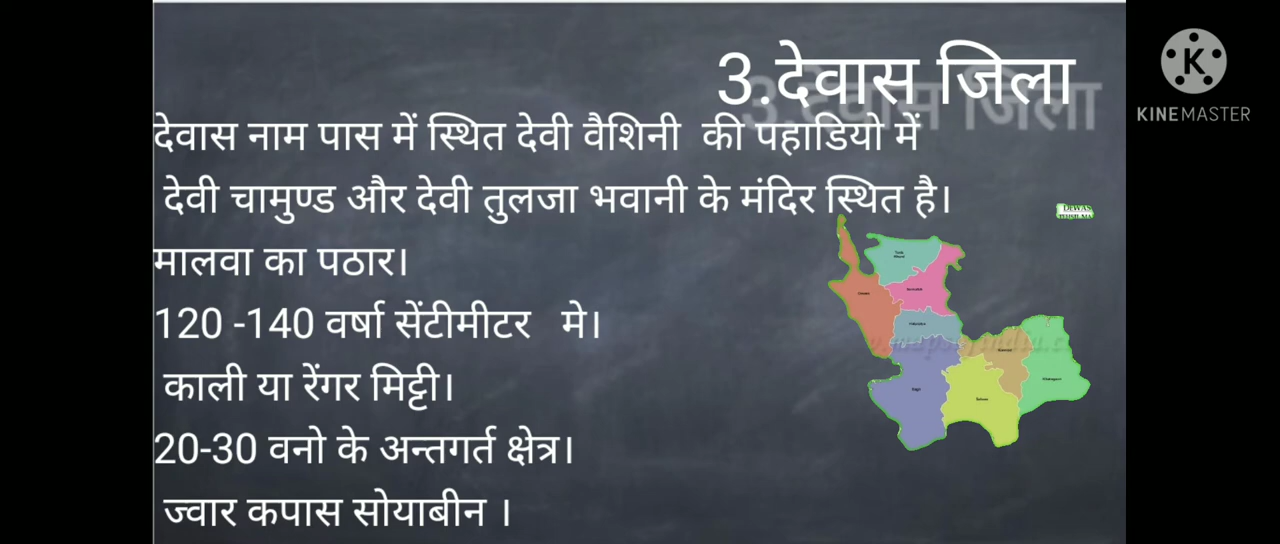 3.देवास जिला
देवास नाम पास में स्थित देवी वैशिनी की पहाडियो में
देवी चामुण्ड और देवी तुलजा भवानी के मंदिर स्थित है।
मालवा का पठार।
120 -140 वर्षा सेंटीमीटर मे।
काली या रेंगर मिट्टी।
20-30 वनो के अन्तगर्त क्षेत्र।
ज्वार कपास सोयाबीन ।
KINEMASTER
DEWAS